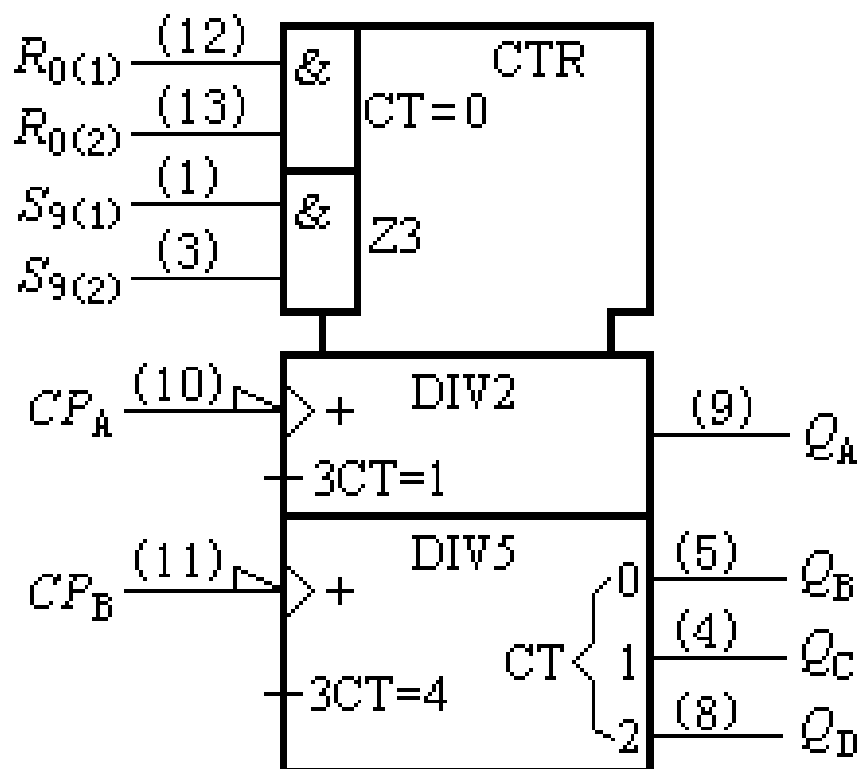 R0(1) (12) & CTR
R0(2) (13) CT=0
S9(1) (1) &
S9(2) (3) Z3
CPA (10) + DIV2 (9) QA
3CT=1
CPB (11) + DIV5 0 (5) QB
CT 1 (4) QC
3CT=4 2 (8) QD